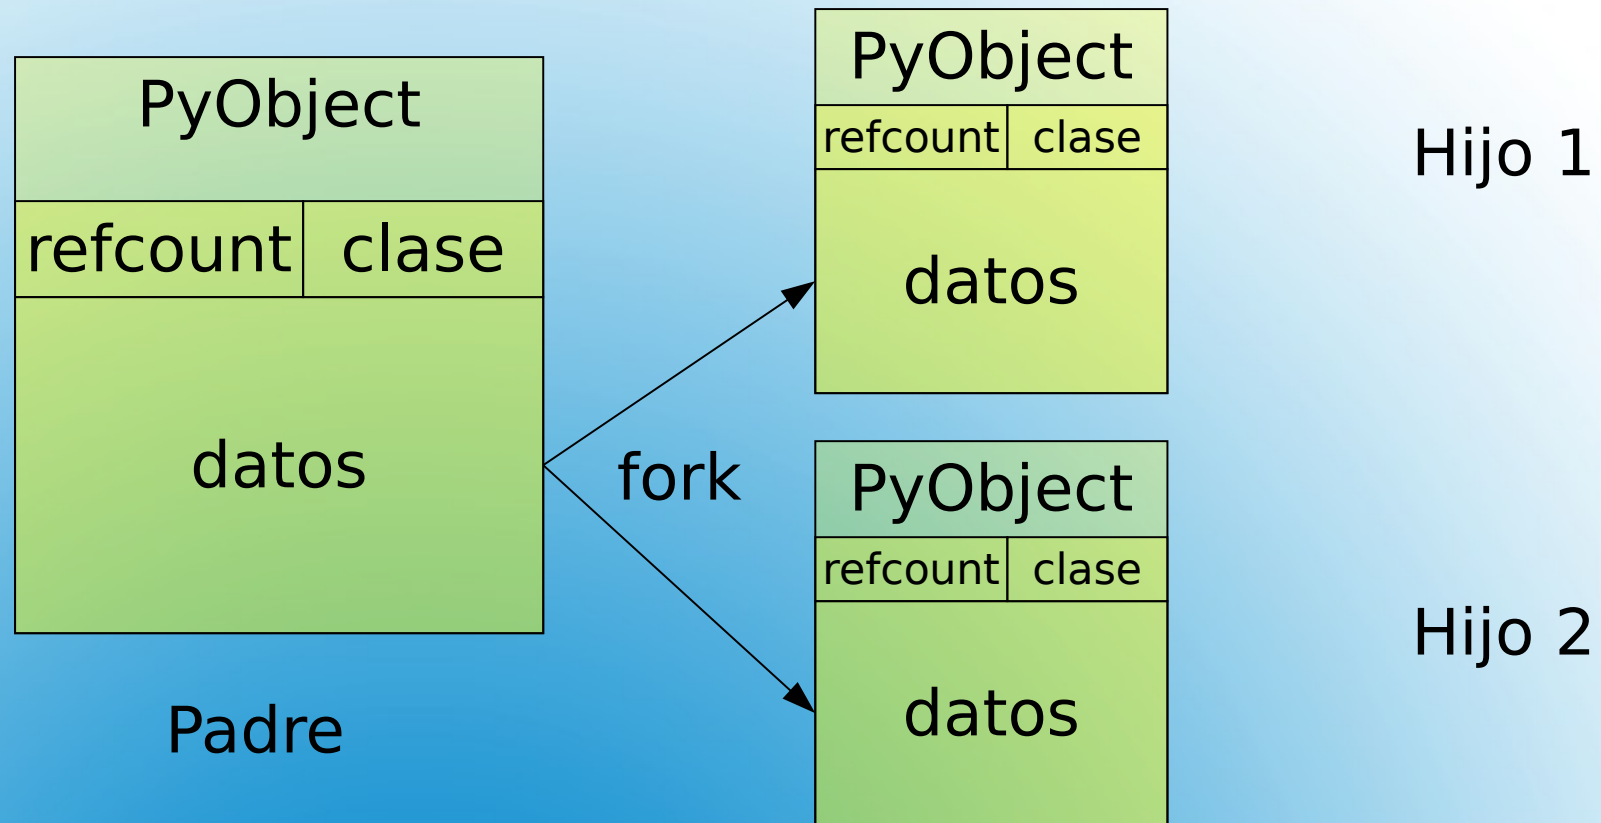 PyObject
refcount clase
datos
Padre
fork
PyObject
refcount clase
datos
Hijo 1
PyObject
refcount clase
datos
Hijo 2